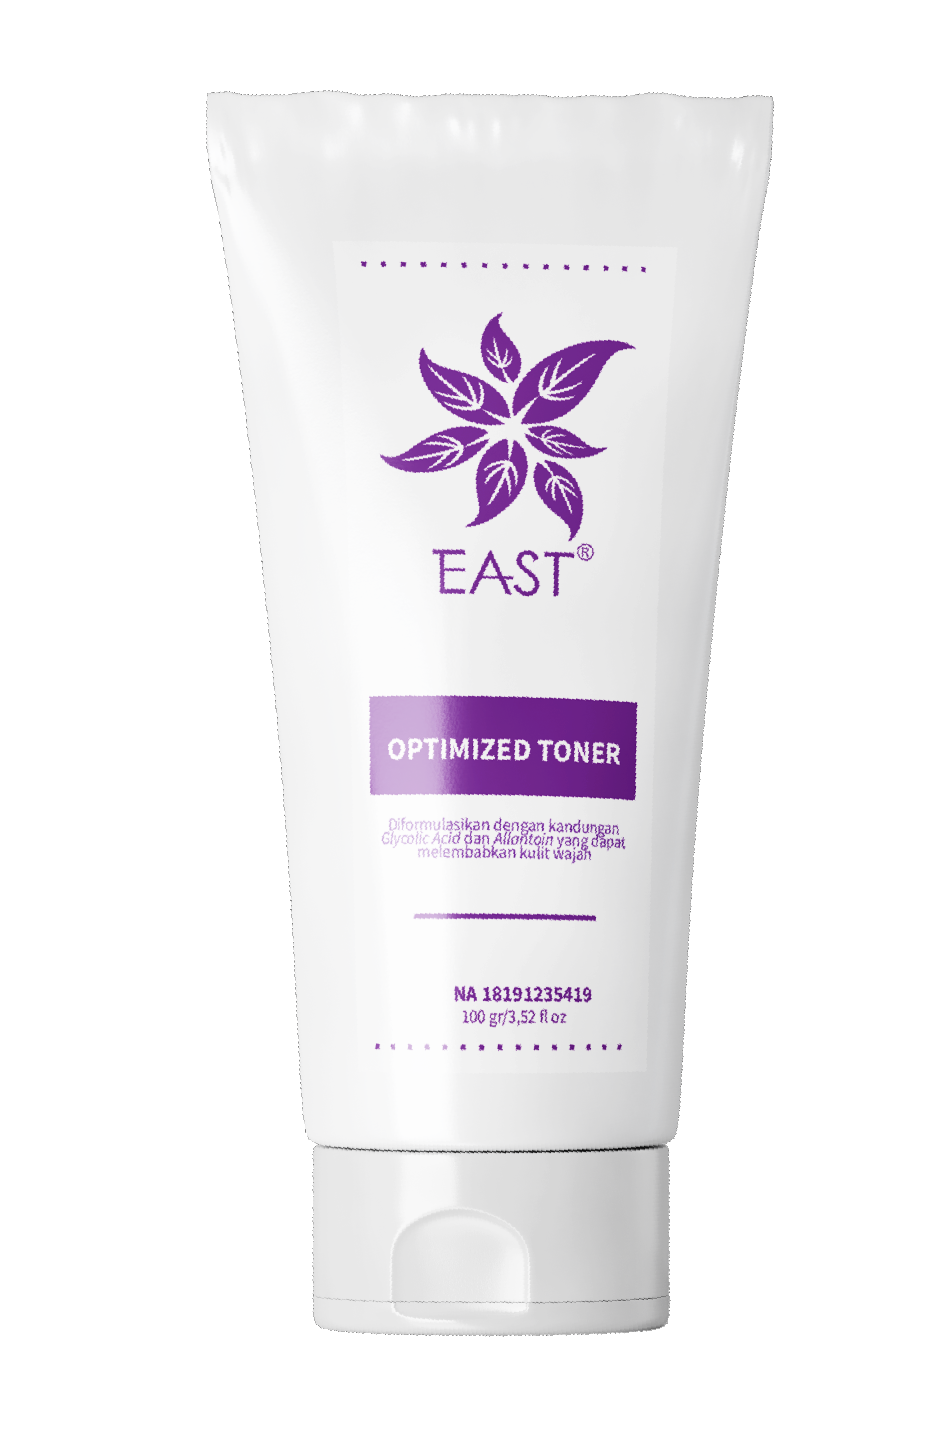 EAST®
OPTIMIZED TONER
Diformulasikan dengan kandungan
Glycolic Acid dan Allantoin yang dapat
melembabkan kulit wajah
NA 18191235419
100 gr/3,52 fl oz